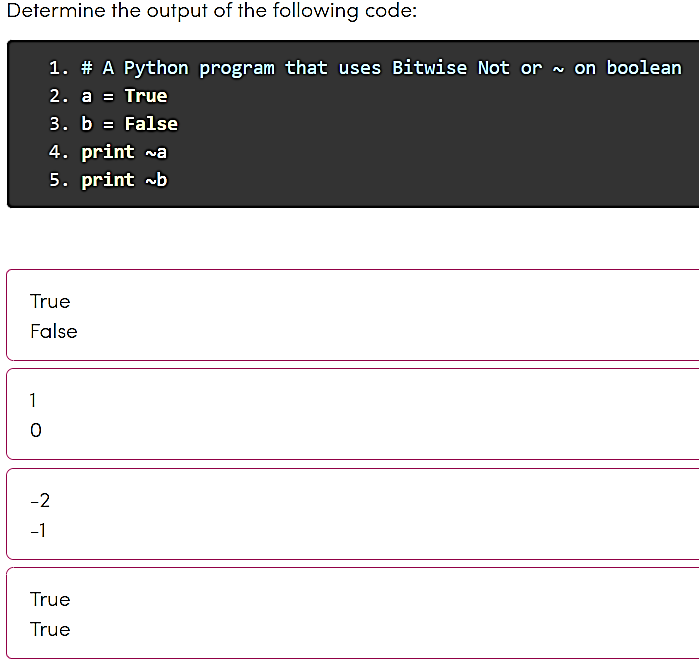 Determine the output of the following code:
1. # A Python program that uses Bitwise Not or ~ on boolean
2. a = True
3. b = False
4. print ~a
5. print ~b
True
False
1
0
-2
-1
True
True